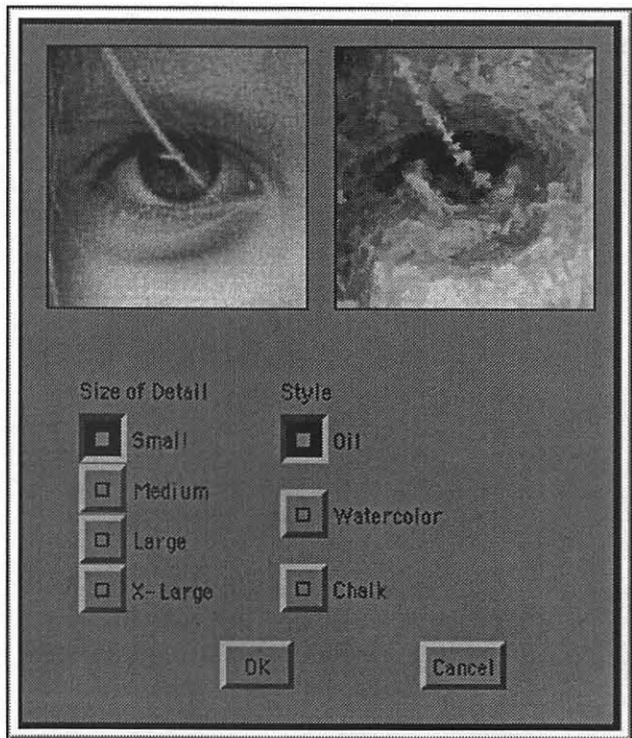 Size of Detail
Small
Medium
Large
X-Large
Style
Oil
Watercolor
Chalk
OK
Cancel